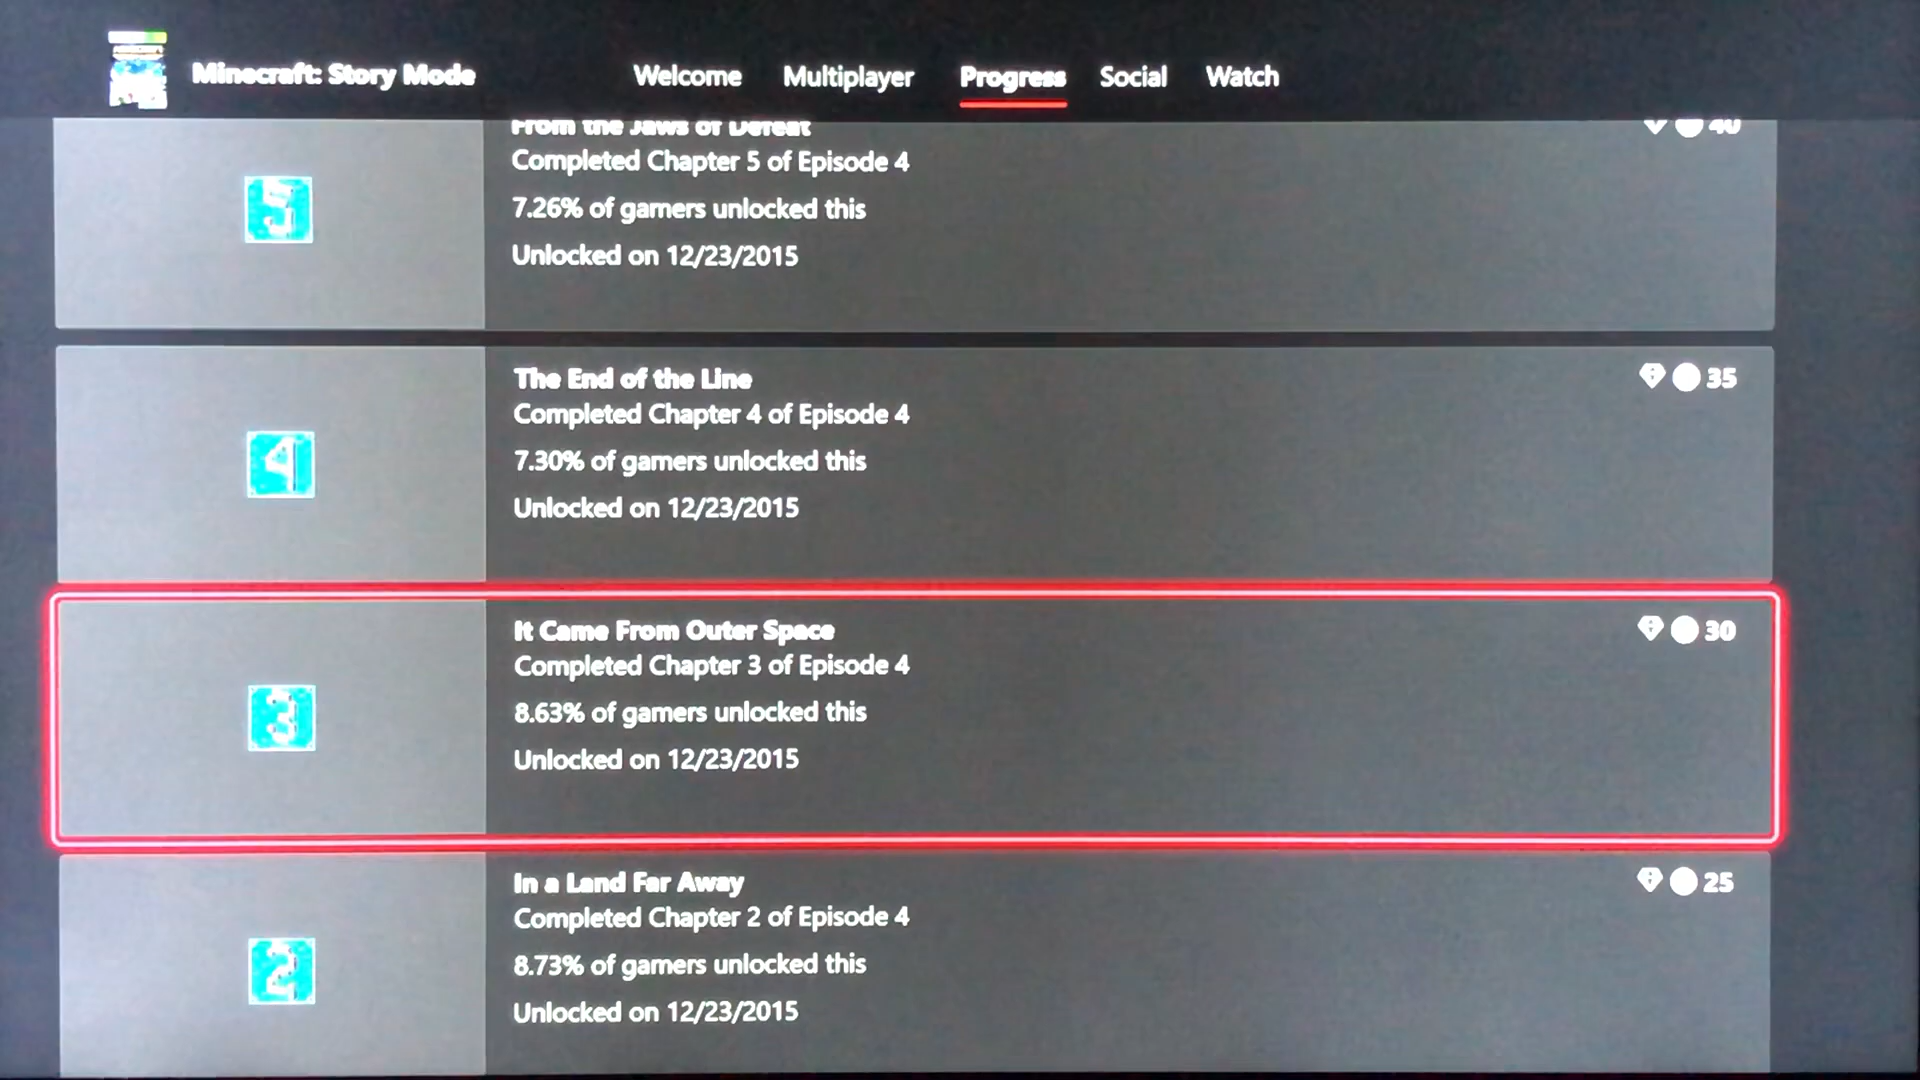 Minecraft: Story Mode
Welcome Multiplayer Progress Social Watch
From the Jaws of Defeat 40
Completed Chapter 5 of Episode 4
7.26% of gamers unlocked this
Unlocked on 12/23/2015
5
The End of the Line 35
Completed Chapter 4 of Episode 4
7.30% of gamers unlocked this
Unlocked on 12/23/2015
4
It Came From Outer Space 30
Completed Chapter 3 of Episode 4
8.63% of gamers unlocked this
Unlocked on 12/23/2015
3
In a Land Far Away 25
Completed Chapter 2 of Episode 4
8.73% of gamers unlocked this
Unlocked on 12/23/2015
2